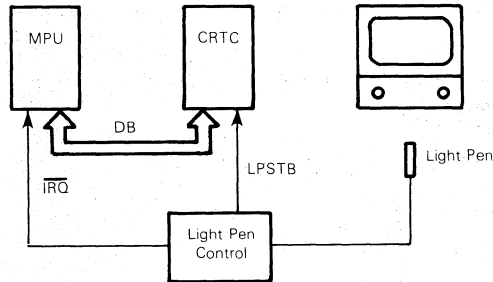 MPU
CRTC
DB
Light Pen
LPSTB
IRQ
Light Pen
Control